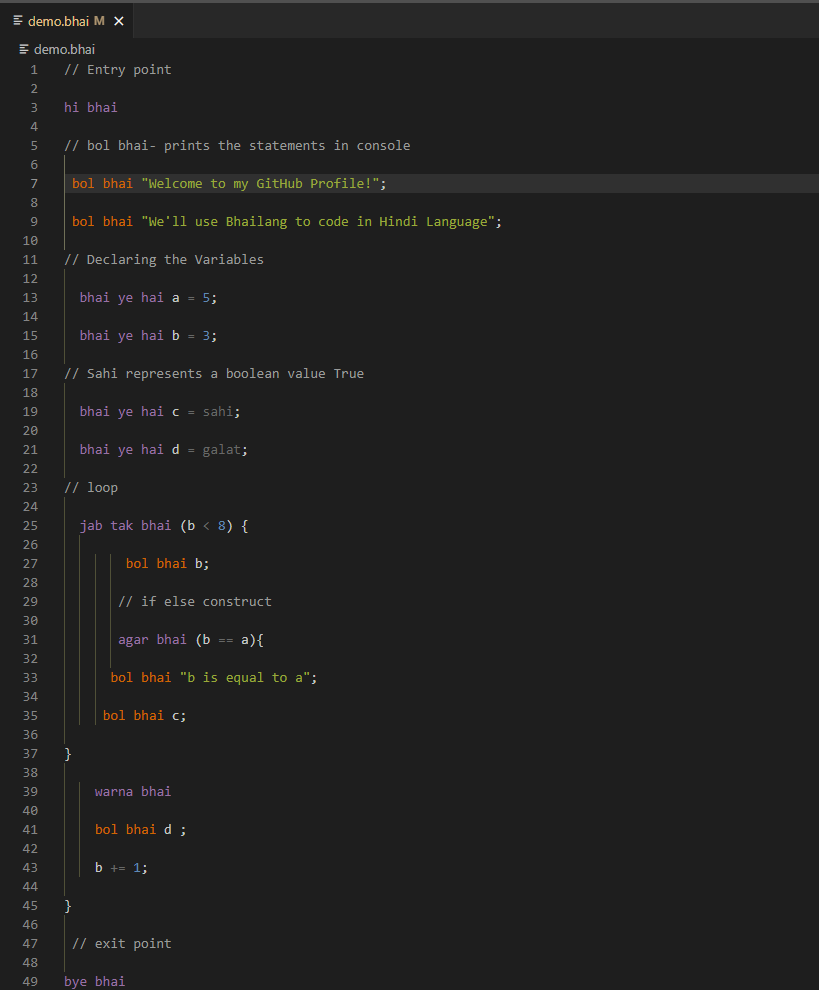 demo.bhai M ×
demo.bhai
1 // Entry point
2
3 hi bhai
4
5 // bol bhai- prints the statements in console
6
7 bol bhai "Welcome to my GitHub Profile!";
8
9 bol bhai "We'll use Bhailang to code in Hindi Language";
10
11 // Declaring the Variables
12
13 bhai ye hai a = 5;
14
15 bhai ye hai b = 3;
16
17 // Sahi represents a boolean value True
18
19 bhai ye hai c = sahi;
20
21 bhai ye hai d = galat;
22
23 // loop
24
25 jab tak bhai (b < 8) {
26
27 bol bhai b;
28
29 // if else construct
30
31 agar bhai (b == a){
32
33 bol bhai "b is equal to a";
34
35 bol bhai c;
36
37 }
38
39 warna bhai
40
41 bol bhai d ;
42
43 b += 1;
44
45 }
46
47 // exit point
48
49 bye bhai